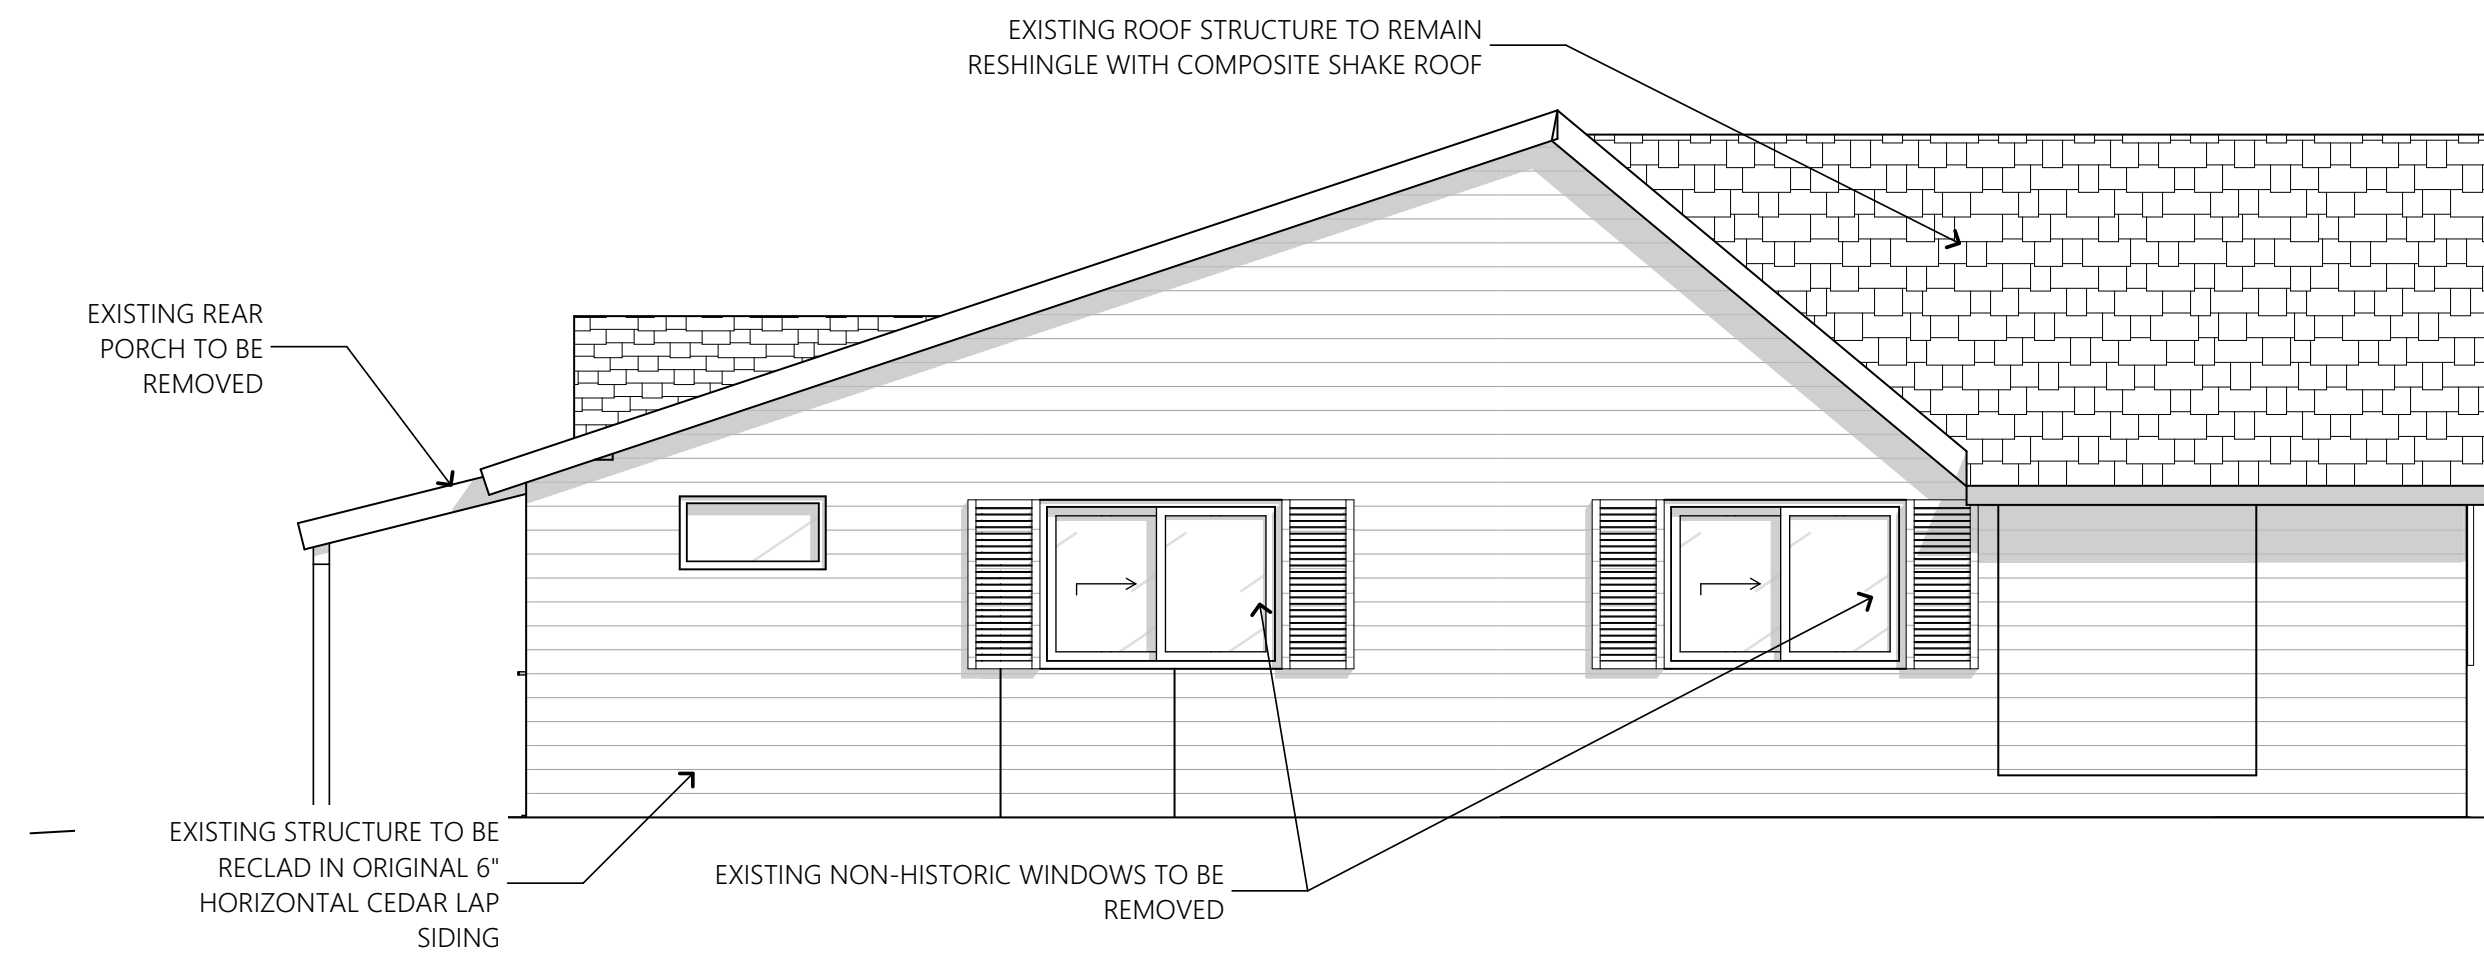 EXISTING ROOF STRUCTURE TO REMAIN
RESHINGLE WITH COMPOSITE SHAKE ROOF
EXISTING REAR
PORCH TO BE
REMOVED
EXISTING STRUCTURE TO BE
RECLAD IN ORIGINAL 6"
HORIZONTAL CEDAR LAP
SIDING
EXISTING NON-HISTORIC WINDOWS TO BE
REMOVED